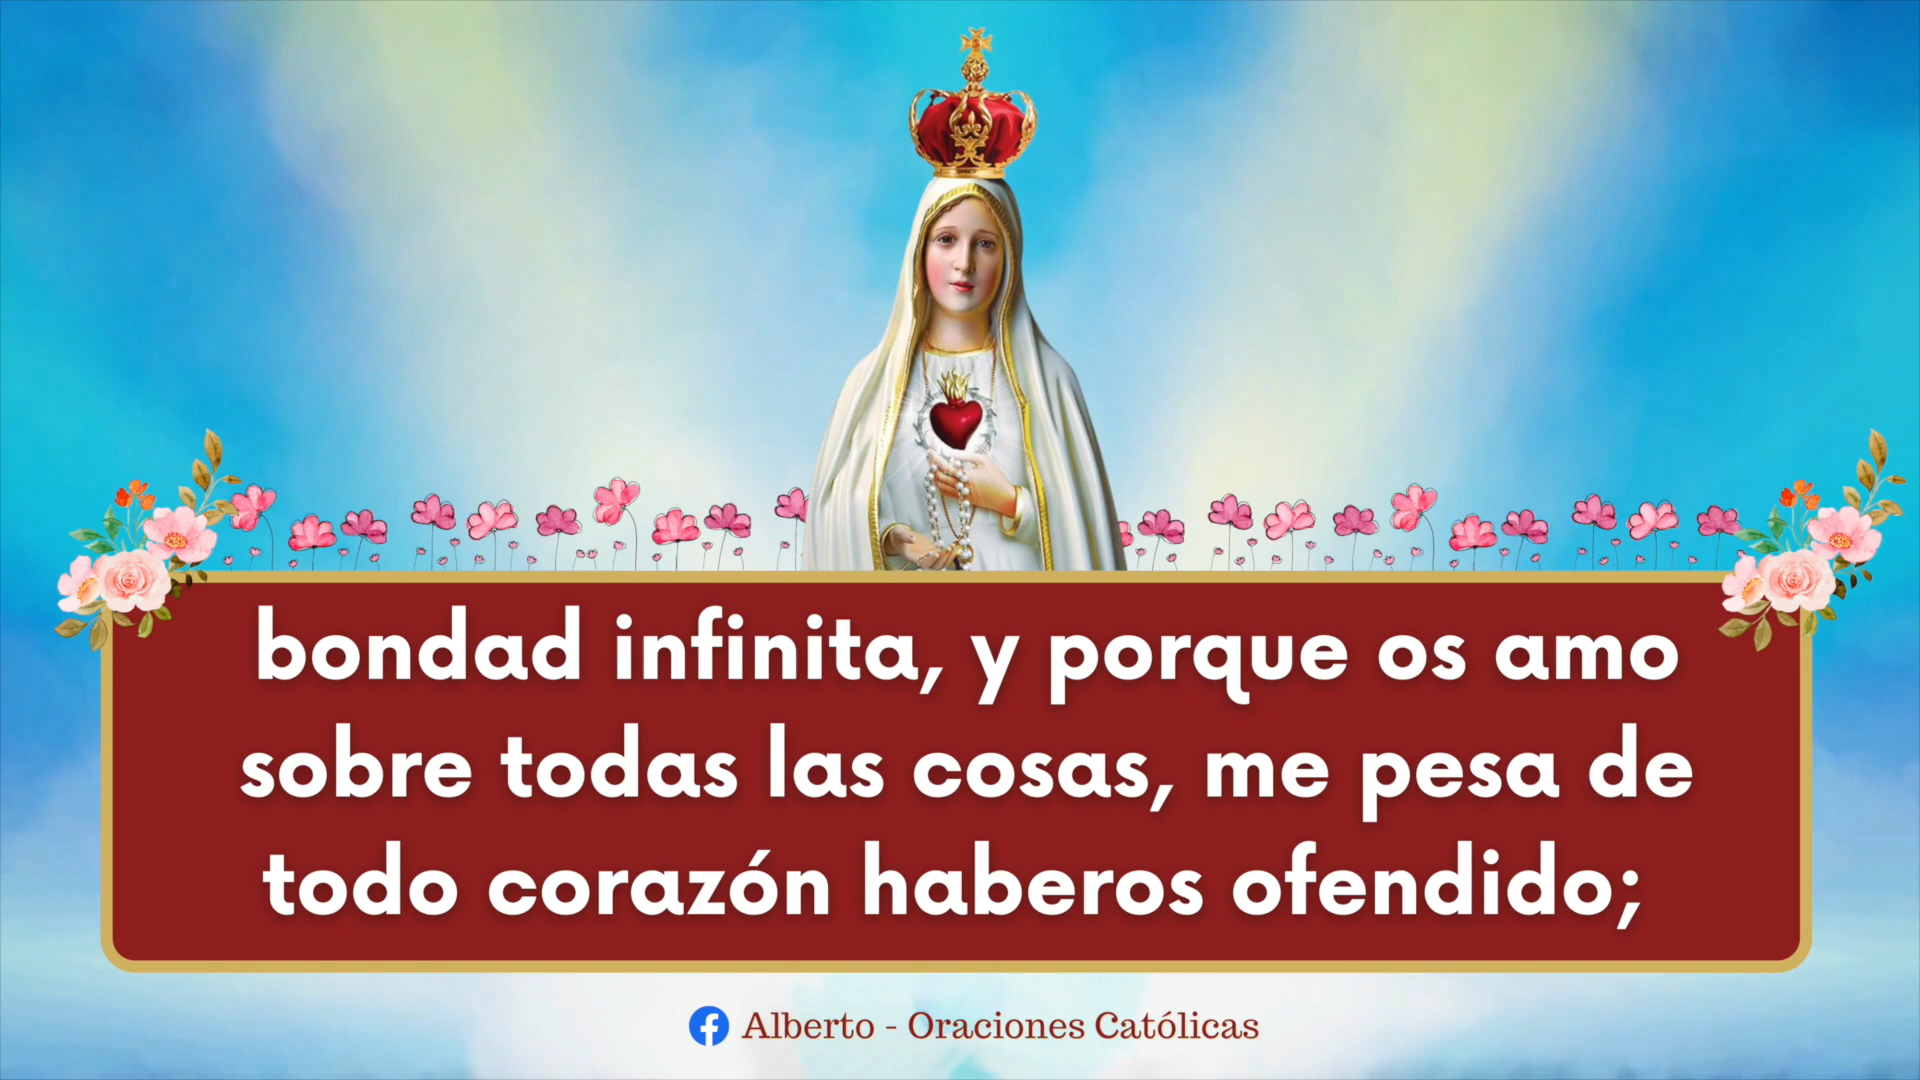 bondad infinita, y porque os amo
sobre todas las cosas, me pesa de
todo corazón haberos ofendido;
Alberto - Oraciones Católicas